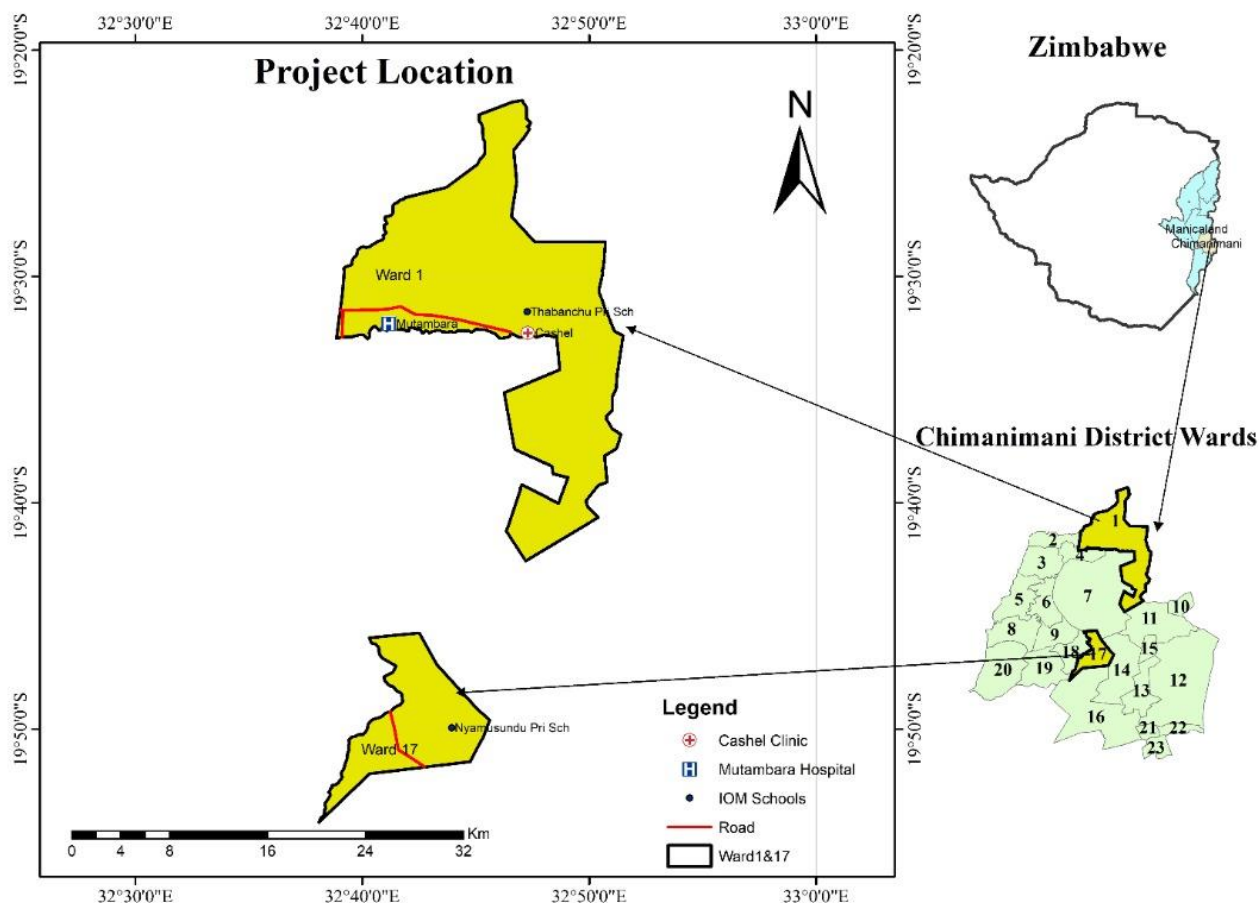 32°30'0"E 32°40'0"E 32°50'0"E 33°0'0"E
19°20'0"S
19°20'0"S
Project Location
N
Zimbabwe
Manicaland
Chimanimani
19°30'0"S
19°30'0"S
Ward 1
Thabanchu Pri Sch
H Mutambara
Cashel
Chimanimani District Wards
19°40'0"S
19°40'0"S
1
2
3
4
5
6
7
8
9
10
11
12
13
14
15
16
17
18
19
20
21
22
23
19°50'0"S
19°50'0"S
Nyamusundu Pri Sch
Ward 17
Legend
Cashel Clinic
H Mutambara Hospital
IOM Schools
Road
Ward1&17
Km
0 4 8 16 24 32
32°30'0"E 32°40'0"E 32°50'0"E 33°0'0"E